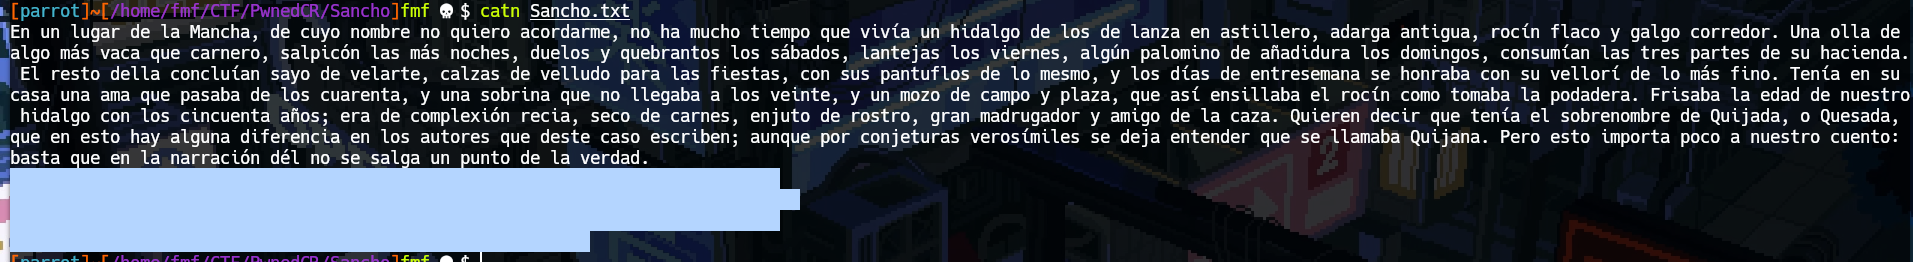 [parrot]~[/home/fmf/CTF/PwnedCR/Sancho]fmf 💀 $ catn Sancho.txt
En un lugar de la Mancha, de cuyo nombre no quiero acordarme, no ha mucho tiempo que vivía un hidalgo de los de lanza en astillero, adarga antigua, rocín flaco y galgo corredor. Una olla de
algo más vaca que carnero, salpicón las más noches, duelos y quebrantos los sábados, lantejas los viernes, algún palomino de añadidura los domingos, consumían las tres partes de su hacienda.
El resto della concluían sayo de velarte, calzas de velludo para las fiestas, con sus pantuflos de lo mesmo, y los días de entresemana se honraba con su vellorí de lo más fino. Tenía en su
casa una ama que pasaba de los cuarenta, y una sobrina que no llegaba a los veinte, y un mozo de campo y plaza, que así ensillaba el rocín como tomaba la podadera. Frisaba la edad de nuestro
hidalgo con los cincuenta años; era de complexión recia, seco de carnes, enjuto de rostro, gran madrugador y amigo de la caza. Quieren decir que tenía el sobrenombre de Quijada, o Quesada,
que en esto hay alguna diferencia en los autores que deste caso escriben; aunque por conjeturas verosímiles se deja entender que se llamaba Quijana. Pero esto importa poco a nuestro cuento:
basta que en la narración dél no se salga un punto de la verdad.
[parrot]~[/home/fmf/CTF/PwnedCR/Sancho]fmf 💀 $